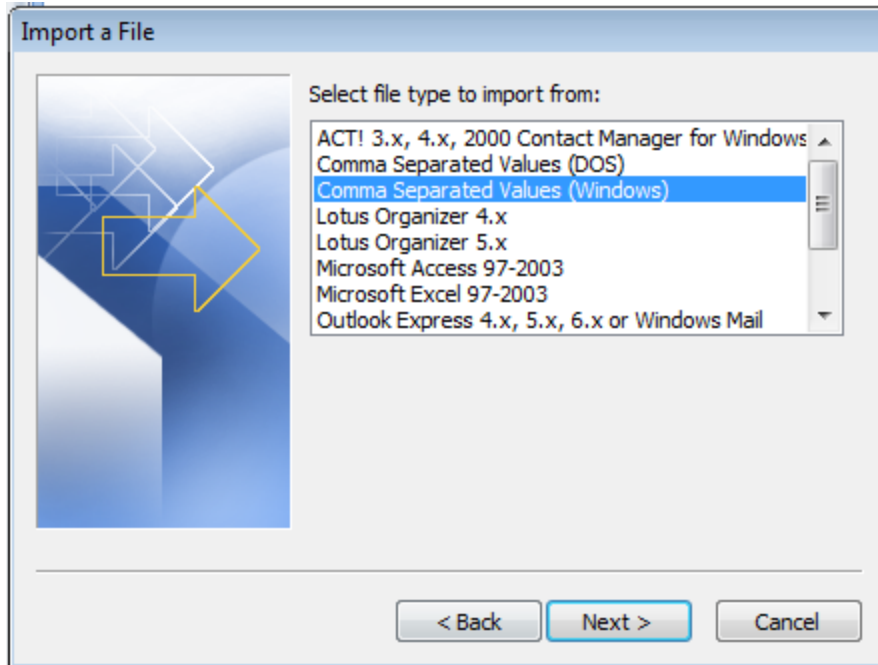 Import a File
Select file type to import from:
ACT! 3.x, 4.x, 2000 Contact Manager for Windows
Comma Separated Values (DOS)
Comma Separated Values (Windows)
Lotus Organizer 4.x
Lotus Organizer 5.x
Microsoft Access 97-2003
Microsoft Excel 97-2003
Outlook Express 4.x, 5.x, 6.x or Windows Mail
< Back Next > Cancel